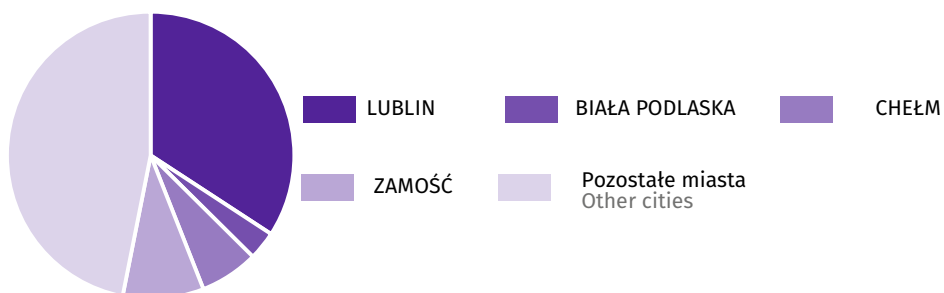 LUBLIN
BIAŁA PODLASKA
CHEŁM
ZAMOŚĆ
Pozostałe miasta
Other cities